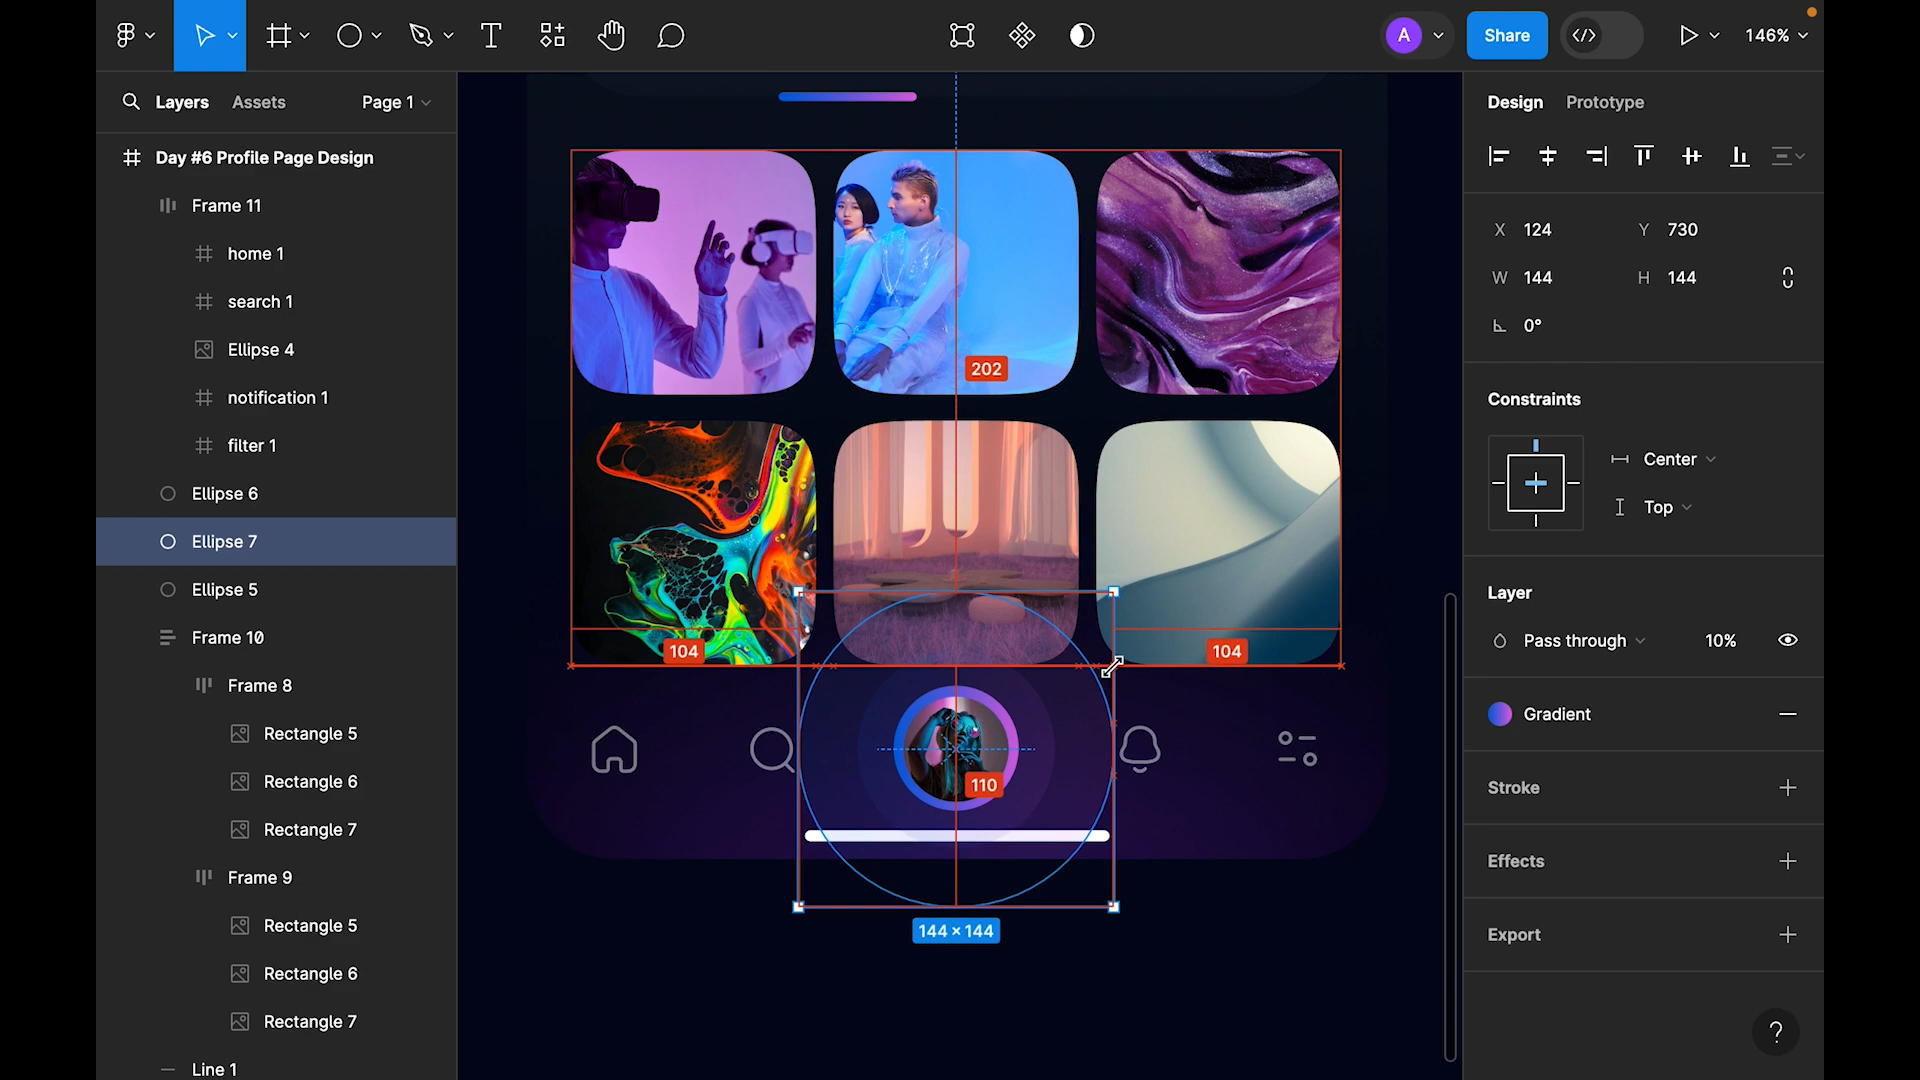 A
Share
146%
Layers
Assets
Page 1
Design
Prototype
Day #6 Profile Page Design
Frame 11
home 1
search 1
Ellipse 4
notification 1
filter 1
Ellipse 6
Ellipse 7
Ellipse 5
Frame 10
Frame 8
Rectangle 5
Rectangle 6
Rectangle 7
Frame 9
Rectangle 5
Rectangle 6
Rectangle 7
Line 1
202
104
104
110
144 × 144
X 124
Y 730
W 144
H 144
0°
Constraints
Center
Top
Layer
Pass through
10%
Gradient
Stroke
Effects
Export
?